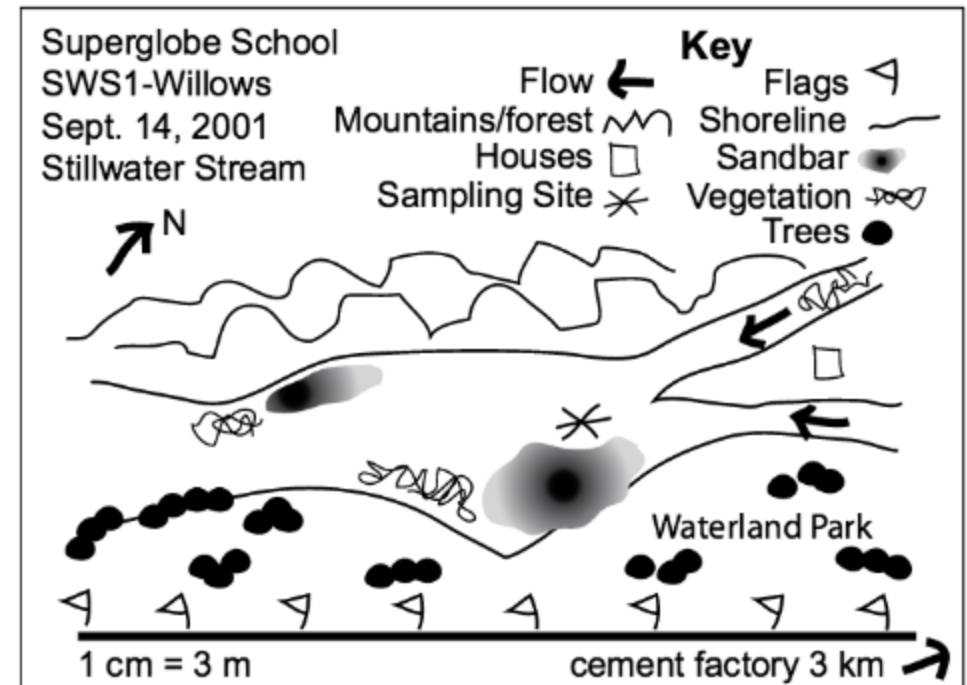 Superglobe School
SWS1-Willows
Sept. 14, 2001
Stillwater Stream
Key
Flow
Mountains/forest
Houses
Sampling Site
Flags
Shoreline
Sandbar
Vegetation
Trees
N
Waterland Park
1 cm = 3 m
cement factory 3 km